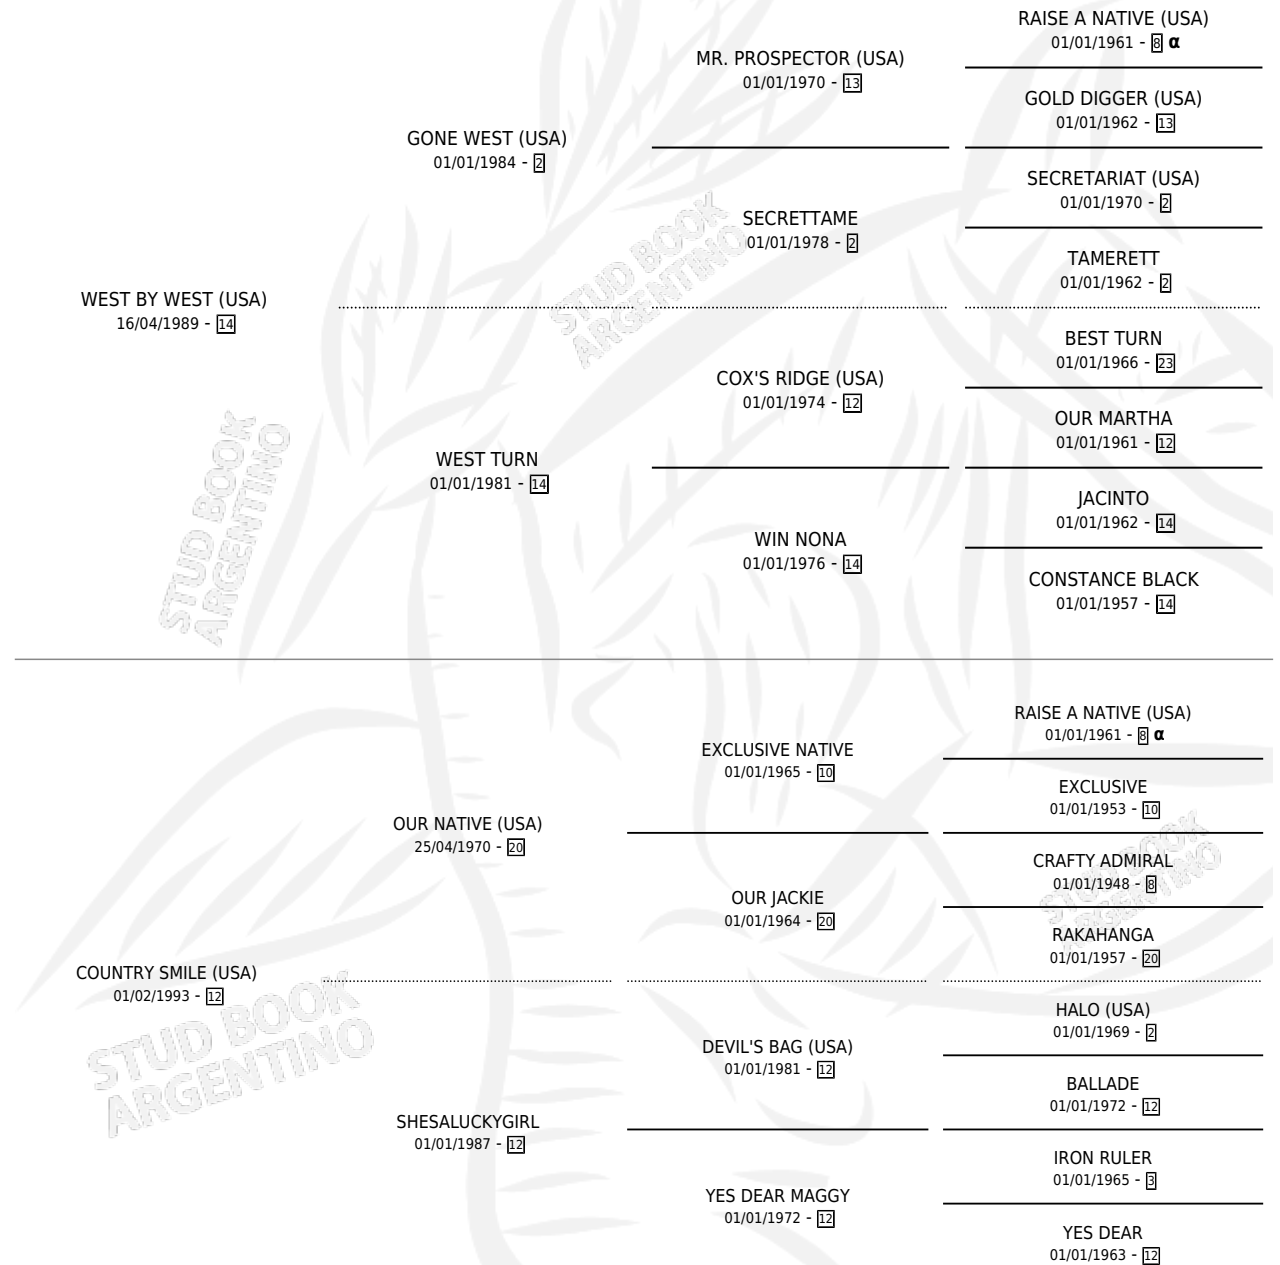 RAISE A NATIVE (USA)
01/01/1961 - 8 α
MR. PROSPECTOR (USA)
01/01/1970 - 13
GOLD DIGGER (USA)
01/01/1962 - 13
GONE WEST (USA)
01/01/1984 - 2
SECRETARIAT (USA)
01/01/1970 - 2
SECRETTAME
01/01/1978 - 2
TAMERETT
01/01/1962 - 2
WEST BY WEST (USA)
16/04/1989 - 14
BEST TURN
01/01/1966 - 23
COX'S RIDGE (USA)
01/01/1974 - 12
OUR MARTHA
01/01/1961 - 12
WEST TURN
01/01/1981 - 14
JACINTO
01/01/1962 - 14
WIN NONA
01/01/1976 - 14
CONSTANCE BLACK
01/01/1957 - 14
RAISE A NATIVE (USA)
01/01/1961 - 8 α
EXCLUSIVE NATIVE
01/01/1965 - 10
EXCLUSIVE
01/01/1953 - 10
OUR NATIVE (USA)
25/04/1970 - 20
CRAFTY ADMIRAL
01/01/1948 - 8
OUR JACKIE
01/01/1964 - 20
RAKAHANGA
01/01/1957 - 20
COUNTRY SMILE (USA)
01/02/1993 - 12
HALO (USA)
01/01/1969 - 2
DEVIL'S BAG (USA)
01/01/1981 - 12
BALLADE
01/01/1972 - 12
SHESALUCKYGIRL
01/01/1987 - 12
IRON RULER
01/01/1965 - 3
YES DEAR MAGGY
01/01/1972 - 12
YES DEAR
01/01/1963 - 12
STUD BOOK
ARGENTINO
STUD BOOK
ARGENTINO
STUD BOOK
ARGENTINO
STUD BOOK
ARGENTINO